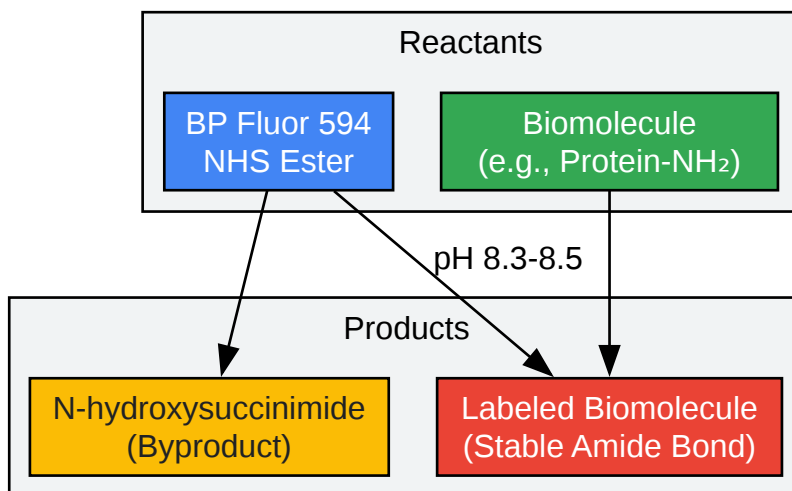 Reactants
BP Fluor 594
NHS Ester
Biomolecule
(e.g., Protein-NH₂)
pH 8.3-8.5
Products
N-hydroxysuccinimide
(Byproduct)
Labeled Biomolecule
(Stable Amide Bond)